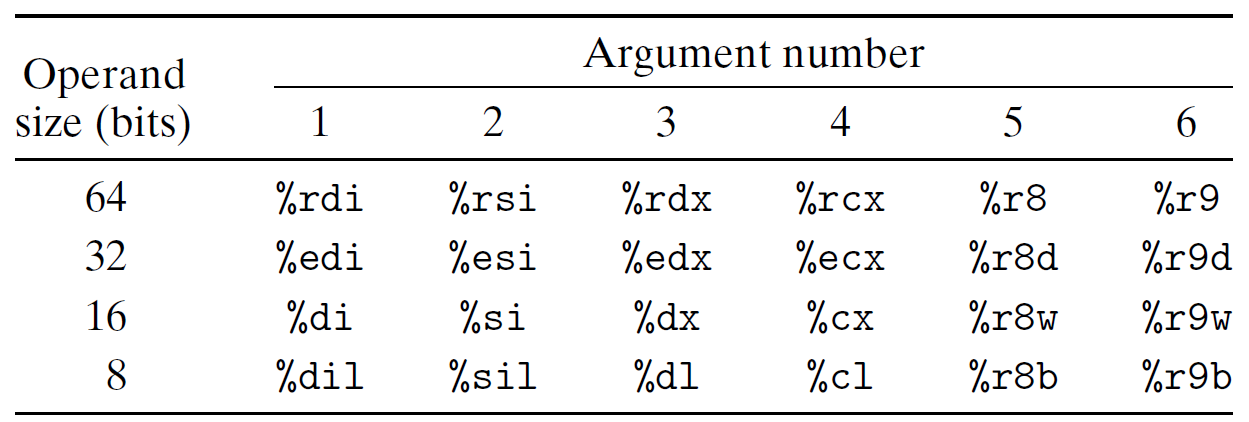 Operand Argument number
size (bits) 1 2 3 4 5 6
64 %rdi %rsi %rdx %rcx %r8 %r9
32 %edi %esi %edx %ecx %r8d %r9d
16 %di %si %dx %cx %r8w %r9w
8 %dil %sil %dl %cl %r8b %r9b